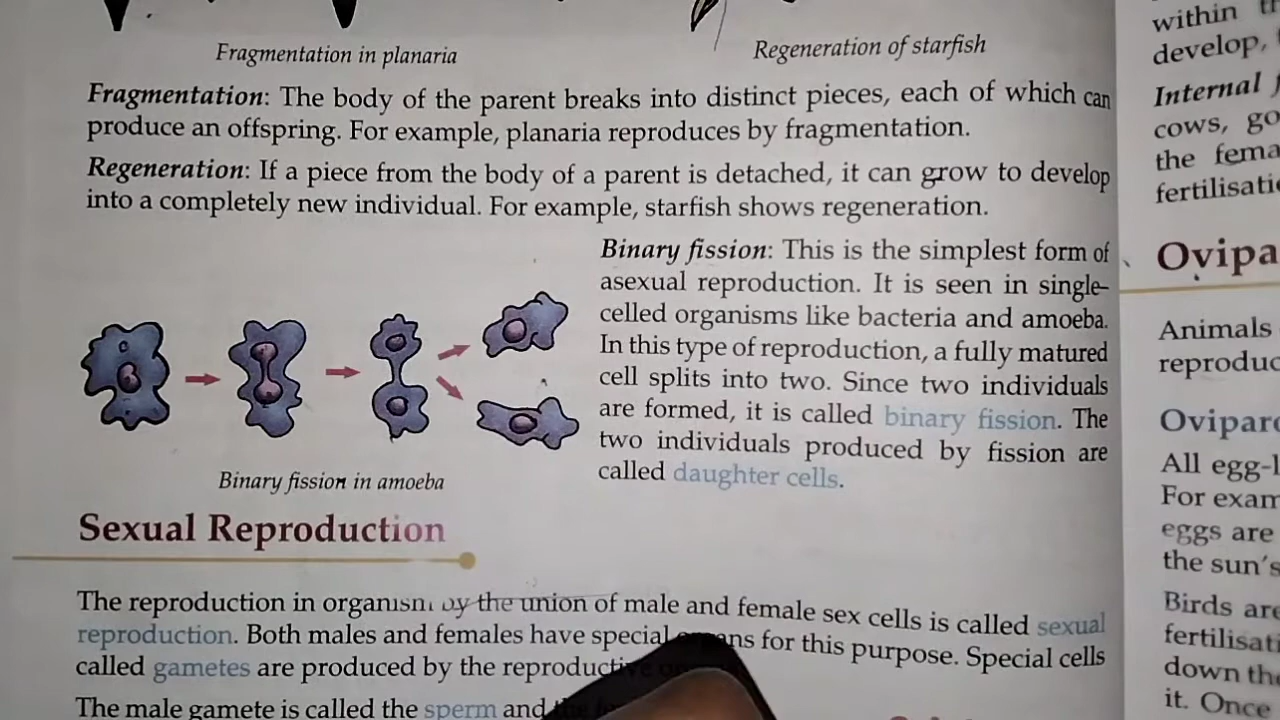 Fragmentation in planaria
Regeneration of starfish
Fragmentation: The body of the parent breaks into distinct pieces, each of which can
produce an offspring. For example, planaria reproduces by fragmentation.
Regeneration: If a piece from the body of a parent is detached, it can grow to develop
into a completely new individual. For example, starfish shows regeneration.
Binary fission: This is the simplest form of
asexual reproduction. It is seen in single-
celled organisms like bacteria and amoeba.
In this type of reproduction, a fully matured
cell splits into two. Since two individuals
are formed, it is called binary fission. The
two individuals produced by fission are
called daughter cells.
Binary fission in amoeba
Sexual Reproduction
The reproduction in organism by the union of male and female sex cells is called sexual
reproduction. Both males and females have special organs for this purpose. Special cells
called gametes are produced by the reproductive
The male gamete is called the sperm and
within
develop,
Internal
cows, go
the fema
fertilisati
Ovipa
Animals
reproduc
Oviparo
All egg-l
For exam
eggs are
the sun's
Birds are
fertilisati
down the
it. Once